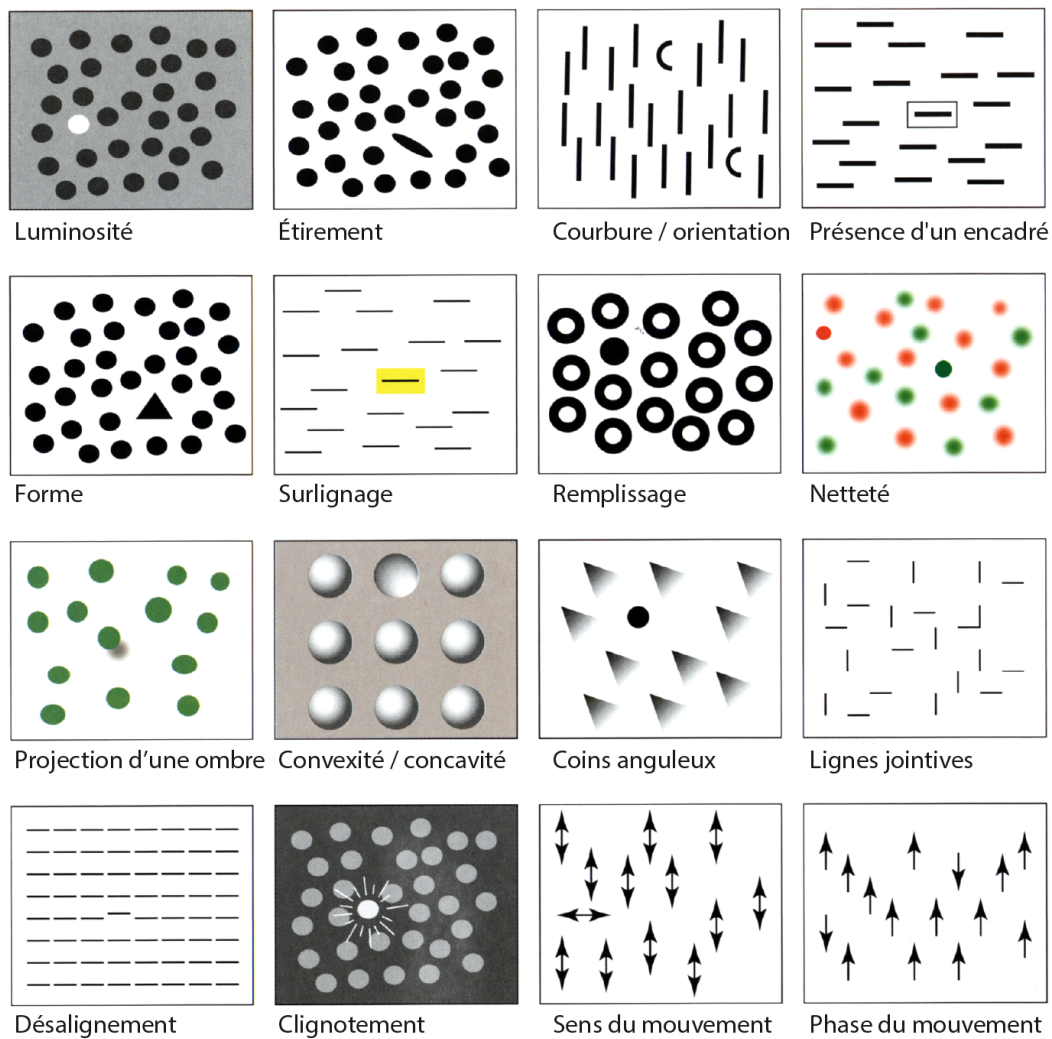 Luminosité
Étirement
Courbure / orientation
Présence d'un encadré
Forme
Surlignage
Remplissage
Netteté
Projection d’une ombre
Convexité / concavité
Coins anguleux
Lignes jointives
Désalignement
Clignotement
Sens du mouvement
Phase du mouvement